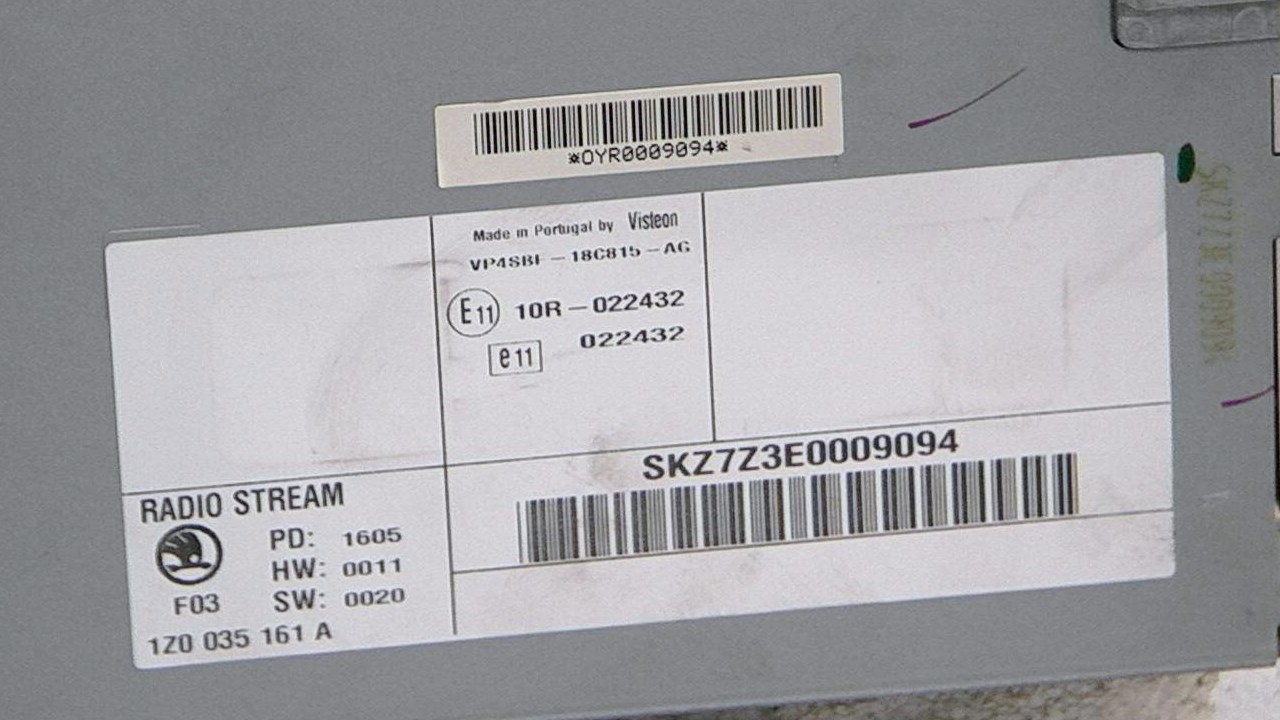 *OYR0009094*
Made in Portugal by Visteon
VP4SBF - 18C815 - AG
E11 10R - 022432
e11 022432
SKZ7Z3E0009094
RADIO STREAM
PD: 1605
HW: 0011
F03 SW: 0020
1Z0 035 161 A